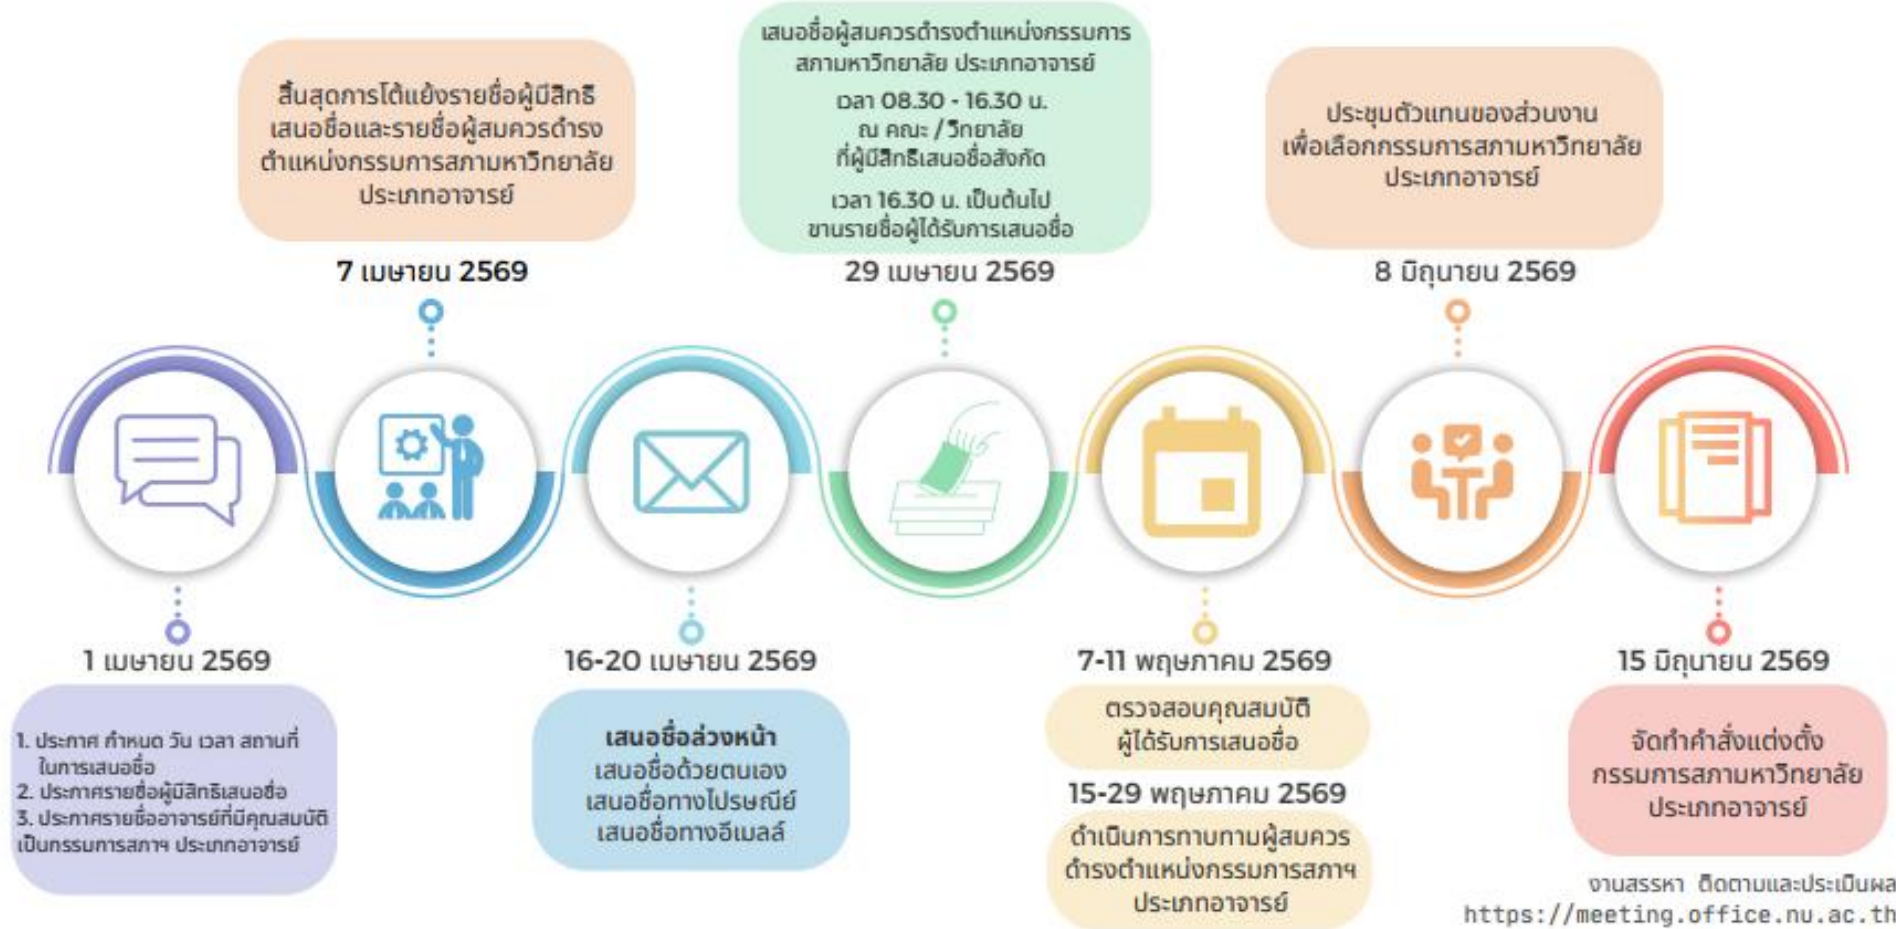 สิ้นสุดการโต้แย้งรายชื่อผู้มีสิทธิ
เสนอชื่อและรายชื่อผู้สมควรดำรง
ตำแหน่งกรรมการสภามหาวิทยาลัย
ประเภทอาจารย์
7 เมษายน 2569
เสนอชื่อผู้สมควรดำรงตำแหน่งกรรมการ
สภามหาวิทยาลัย ประเภทอาจารย์
เวลา 08.30 - 16.30 น.
ณ คณะ / วิทยาลัย
ที่ผู้มีสิทธิเสนอชื่อสังกัด
เวลา 16.30 น. เป็นต้นไป
ขานรายชื่อผู้ได้รับการเสนอชื่อ
29 เมษายน 2569
ประชุมตัวแทนของส่วนงาน
เพื่อเลือกกรรมการสภามหาวิทยาลัย
ประเภทอาจารย์
8 มิถุนายน 2569
1 เมษายน 2569
1. ประกาศ กำหนด วัน เวลา สถานที่
ในการเสนอชื่อ
2. ประกาศรายชื่อผู้มีสิทธิเสนอชื่อ
3. ประกาศรายชื่ออาจารย์ที่มีคุณสมบัติ
เป็นกรรมการสภาฯ ประเภทอาจารย์
16-20 เมษายน 2569
เสนอชื่อล่วงหน้า
เสนอชื่อด้วยตนเอง
เสนอชื่อทางไปรษณีย์
เสนอชื่อทางอีเมลล์
7-11 พฤษภาคม 2569
ตรวจสอบคุณสมบัติ
ผู้ได้รับการเสนอชื่อ
15-29 พฤษภาคม 2569
ดำเนินการทาบทามผู้สมควร
ดำรงตำแหน่งกรรมการสภาฯ
ประเภทอาจารย์
15 มิถุนายน 2569
จัดทำคำสั่งแต่งตั้ง
กรรมการสภามหาวิทยาลัย
ประเภทอาจารย์
งานสรรหา ติดตามและประเมินผล
https://meeting.office.nu.ac.th